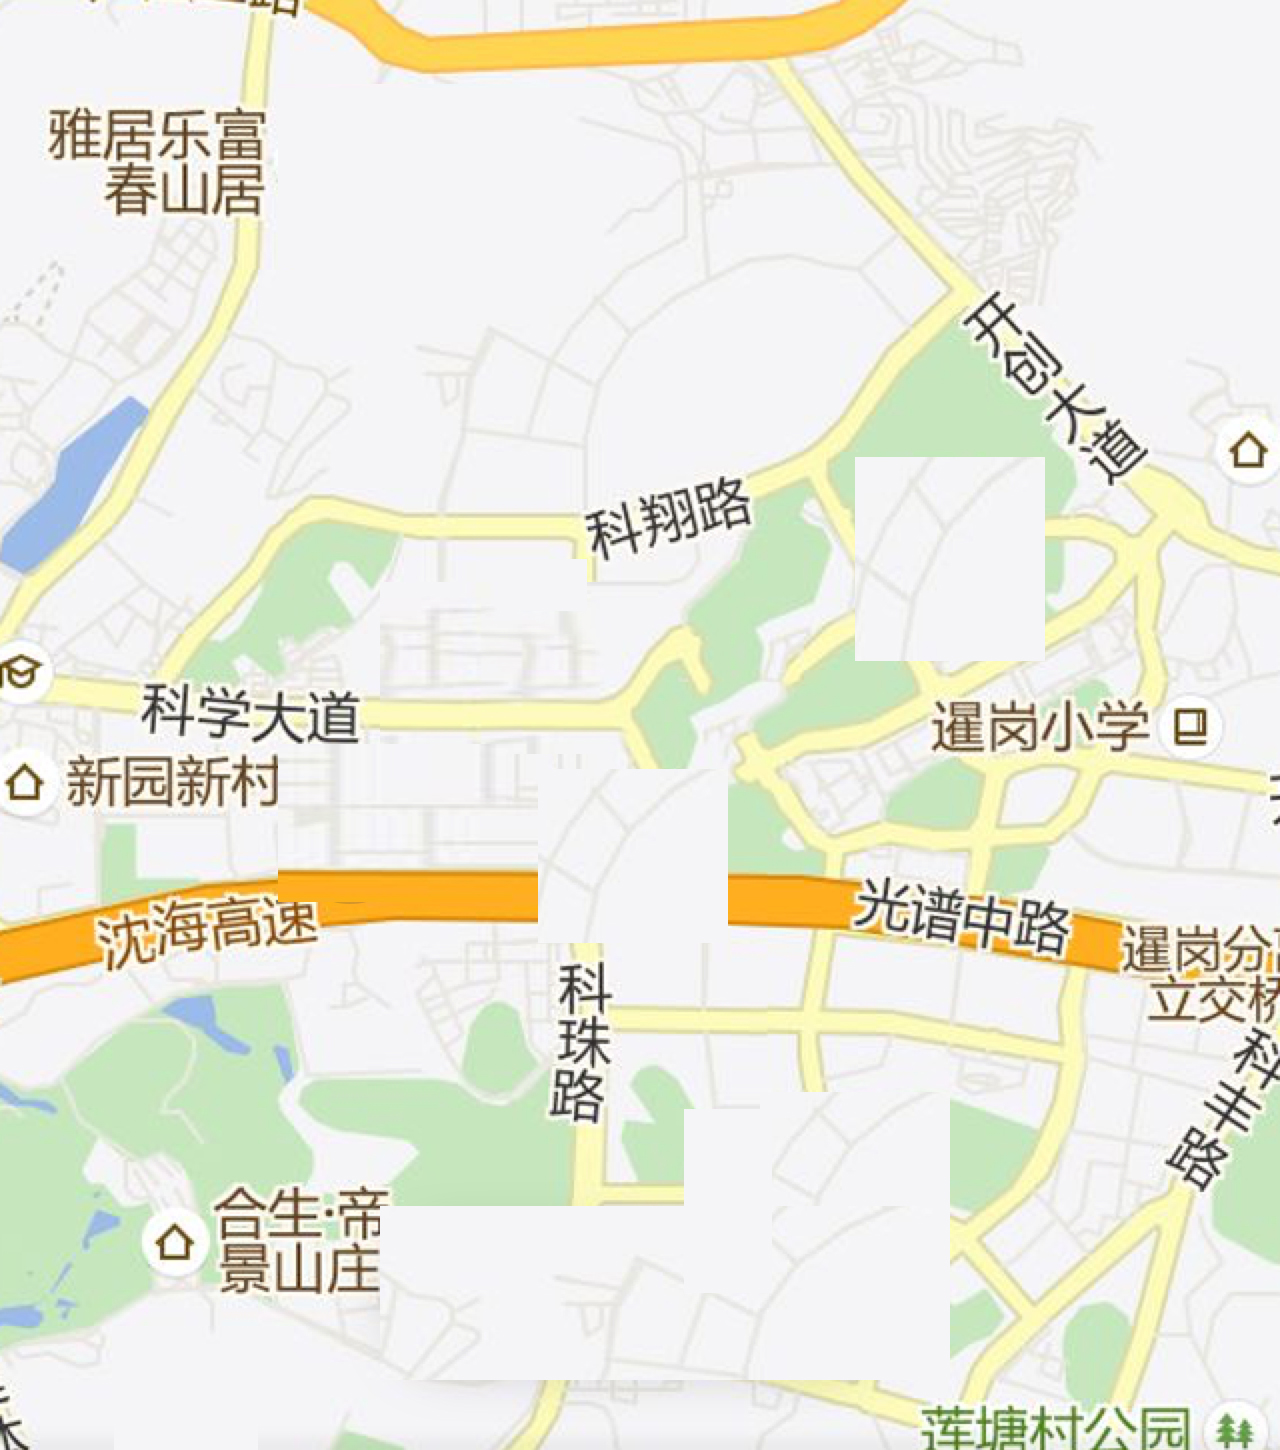 雅居乐富
春山居
开创大道
科翔路
科学大道
暹岗小学
新园新村
沈海高速
光谱中路
暹岗分离
立交桥
科珠路
科丰路
合生·帝
景山庄
莲塘村公园